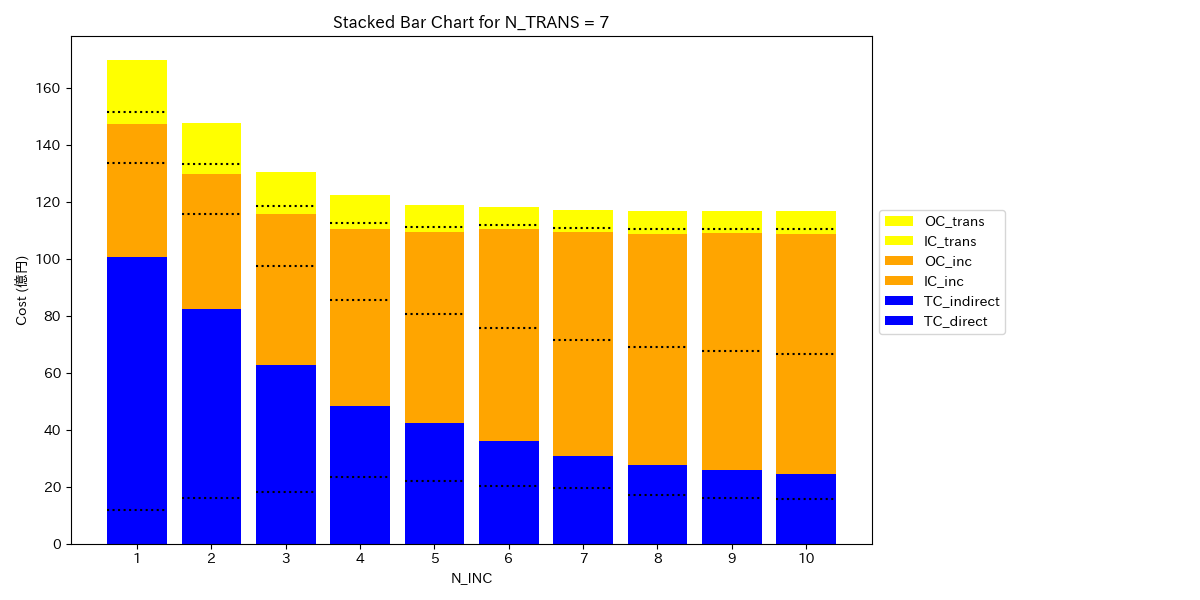 Stacked Bar Chart for N_TRANS = 7
Cost (億円)
160
140
120
100
80
60
40
20
0
1 2 3 4 5 6 7 8 9 10
N_INC
OC_trans
IC_trans
OC_inc
IC_inc
TC_indirect
TC_direct